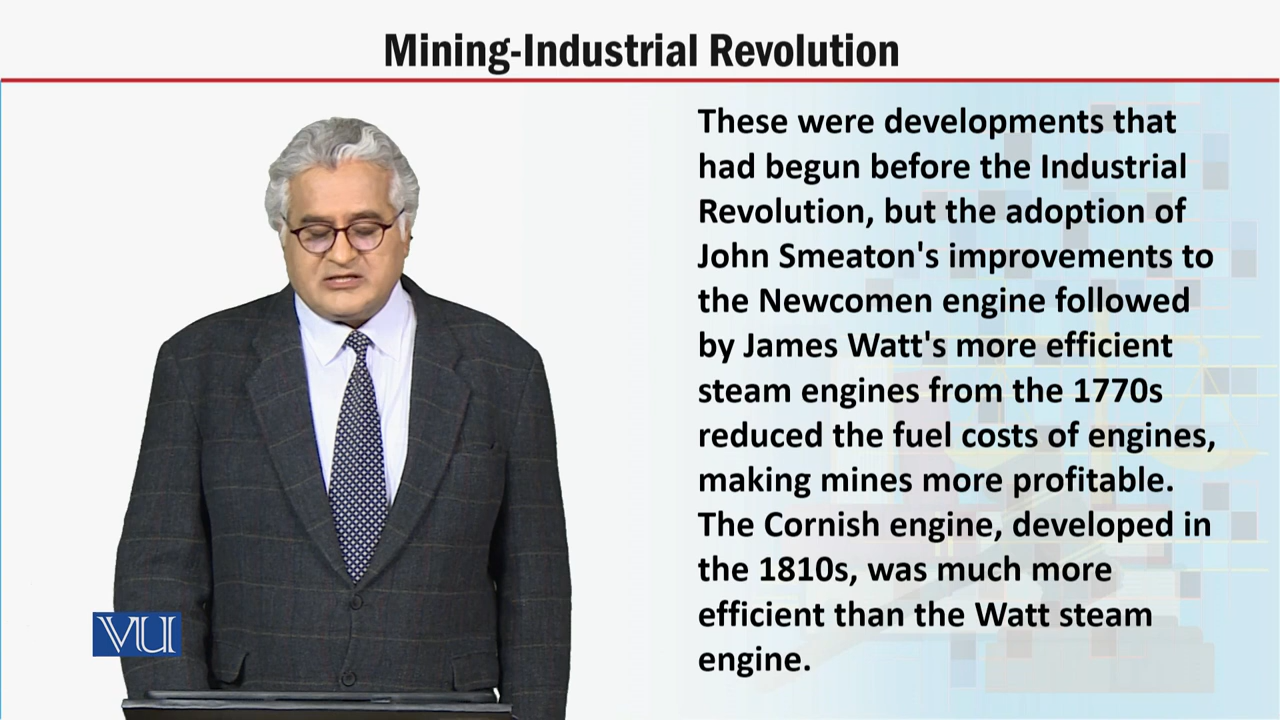 Mining-Industrial Revolution
These were developments that
had begun before the Industrial
Revolution, but the adoption of
John Smeaton's improvements to
the Newcomen engine followed
by James Watt's more efficient
steam engines from the 1770s
reduced the fuel costs of engines,
making mines more profitable.
The Cornish engine, developed in
the 1810s, was much more
efficient than the Watt steam
engine.
VU